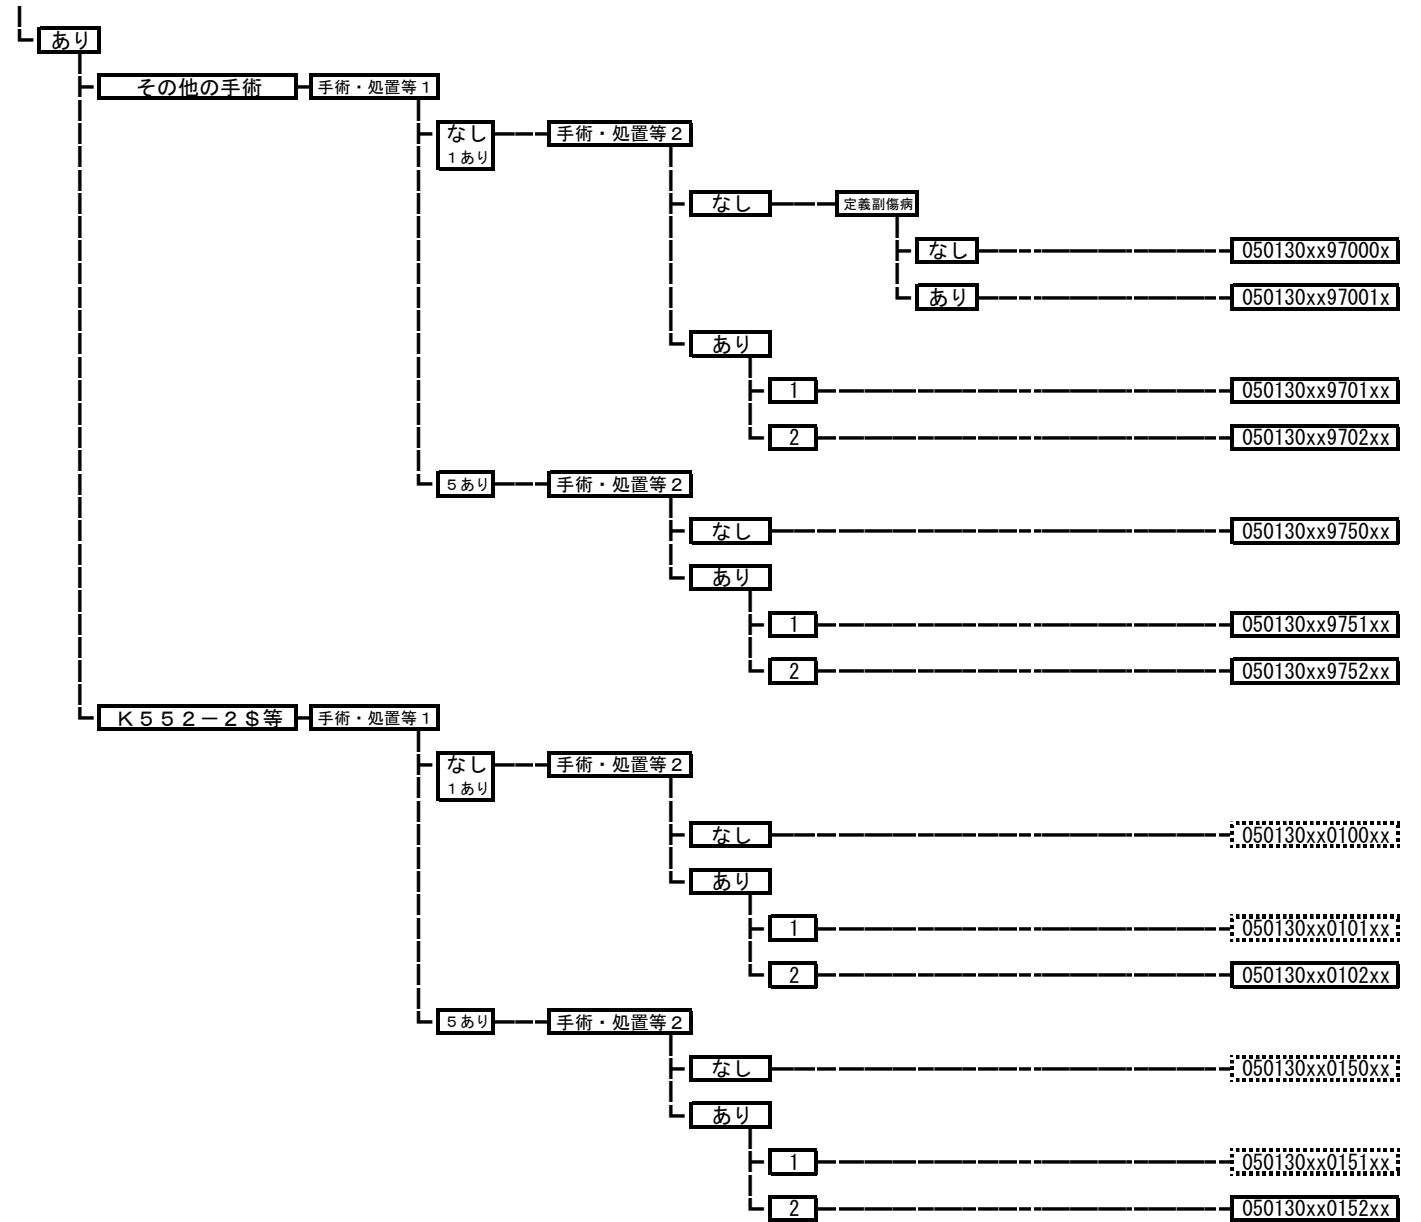 あり
その他の手術 手術・処置等１
なし 手術・処置等２
１あり
なし 定義副傷病
なし 050130xx97000x
あり 050130xx97001x
あり
1 050130xx9701xx
2 050130xx9702xx
５あり 手術・処置等２
なし 050130xx9750xx
あり
1 050130xx9751xx
2 050130xx9752xx
Ｋ５５２－２＄等 手術・処置等１
なし 手術・処置等２
１あり
なし 050130xx0100xx
あり
1 050130xx0101xx
2 050130xx0102xx
５あり 手術・処置等２
なし 050130xx0150xx
あり
1 050130xx0151xx
2 050130xx0152xx